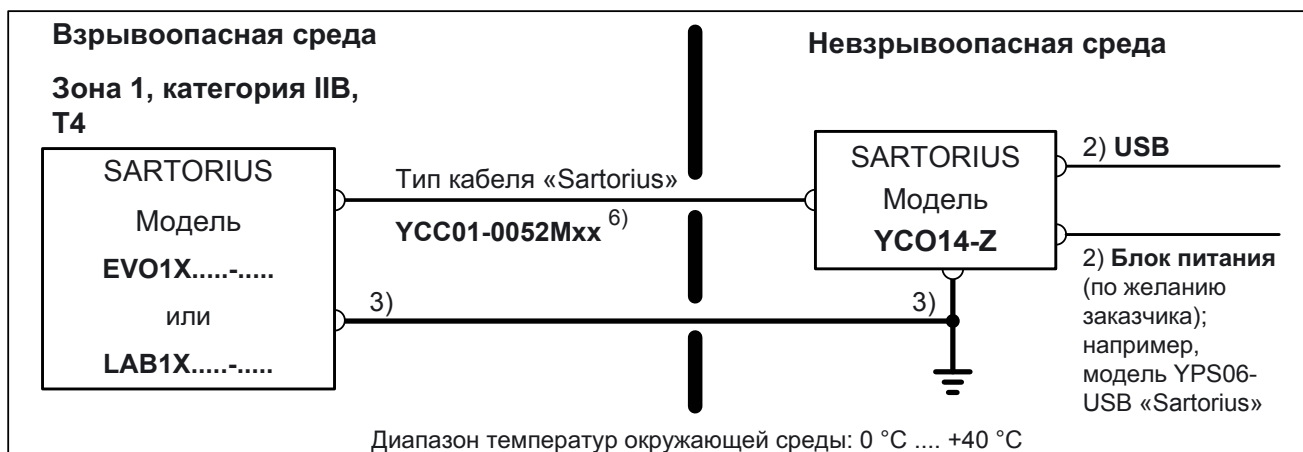 Взрывоопасная среда
Зона 1, категория IIB,
T4
Невзрывоопасная среда
SARTORIUS
Модель
EVO1X.....-.....
или
LAB1X.....-.....
Тип кабеля «Sartorius»
YCC01-0052Mxx 6)
3)
3)
SARTORIUS
Модель
YCO14-Z
2) USB
2) Блок питания
(по желанию
заказчика);
например,
модель YPS06-
USB «Sartorius»
Диапазон температур окружающей среды: 0 °C .... +40 °C